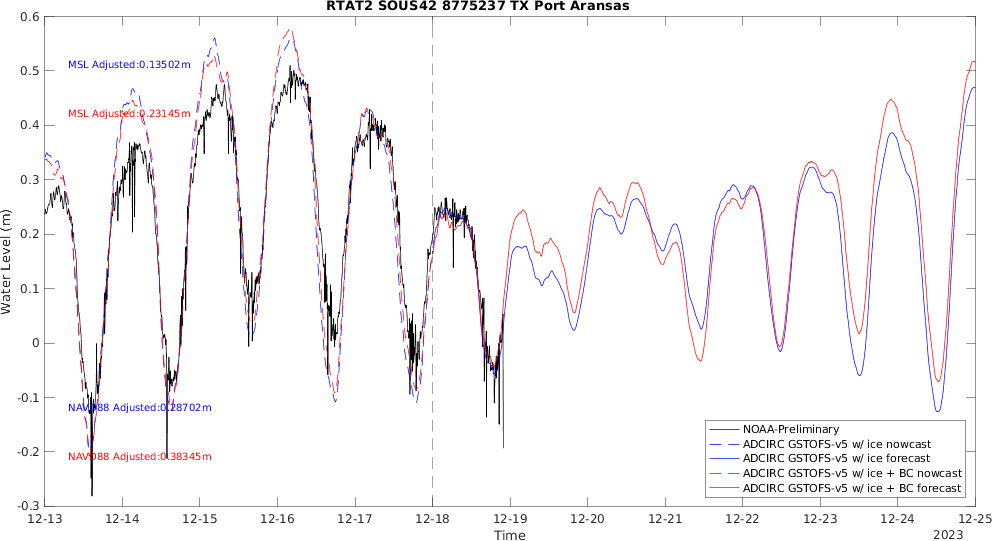 RTAT2 SOUS42 8775237 TX Port Aransas
0.6
0.5
0.4
0.3
0.2
0.1
0
-0.1
-0.2
-0.3
Water Level (m)
MSL Adjusted:0.13502m
MSL Adjusted:0.23145m
NAVD88 Adjusted:0.28702m
NAVD88 Adjusted:0.38345m
NOAA-Preliminary
ADCIRC GSTOFS-v5 w/ ice nowcast
ADCIRC GSTOFS-v5 w/ ice forecast
ADCIRC GSTOFS-v5 w/ ice + BC nowcast
ADCIRC GSTOFS-v5 w/ ice + BC forecast
12-13 12-14 12-15 12-16 12-17 12-18 12-19 12-20 12-21 12-22 12-23 12-24 12-25
Time
2023